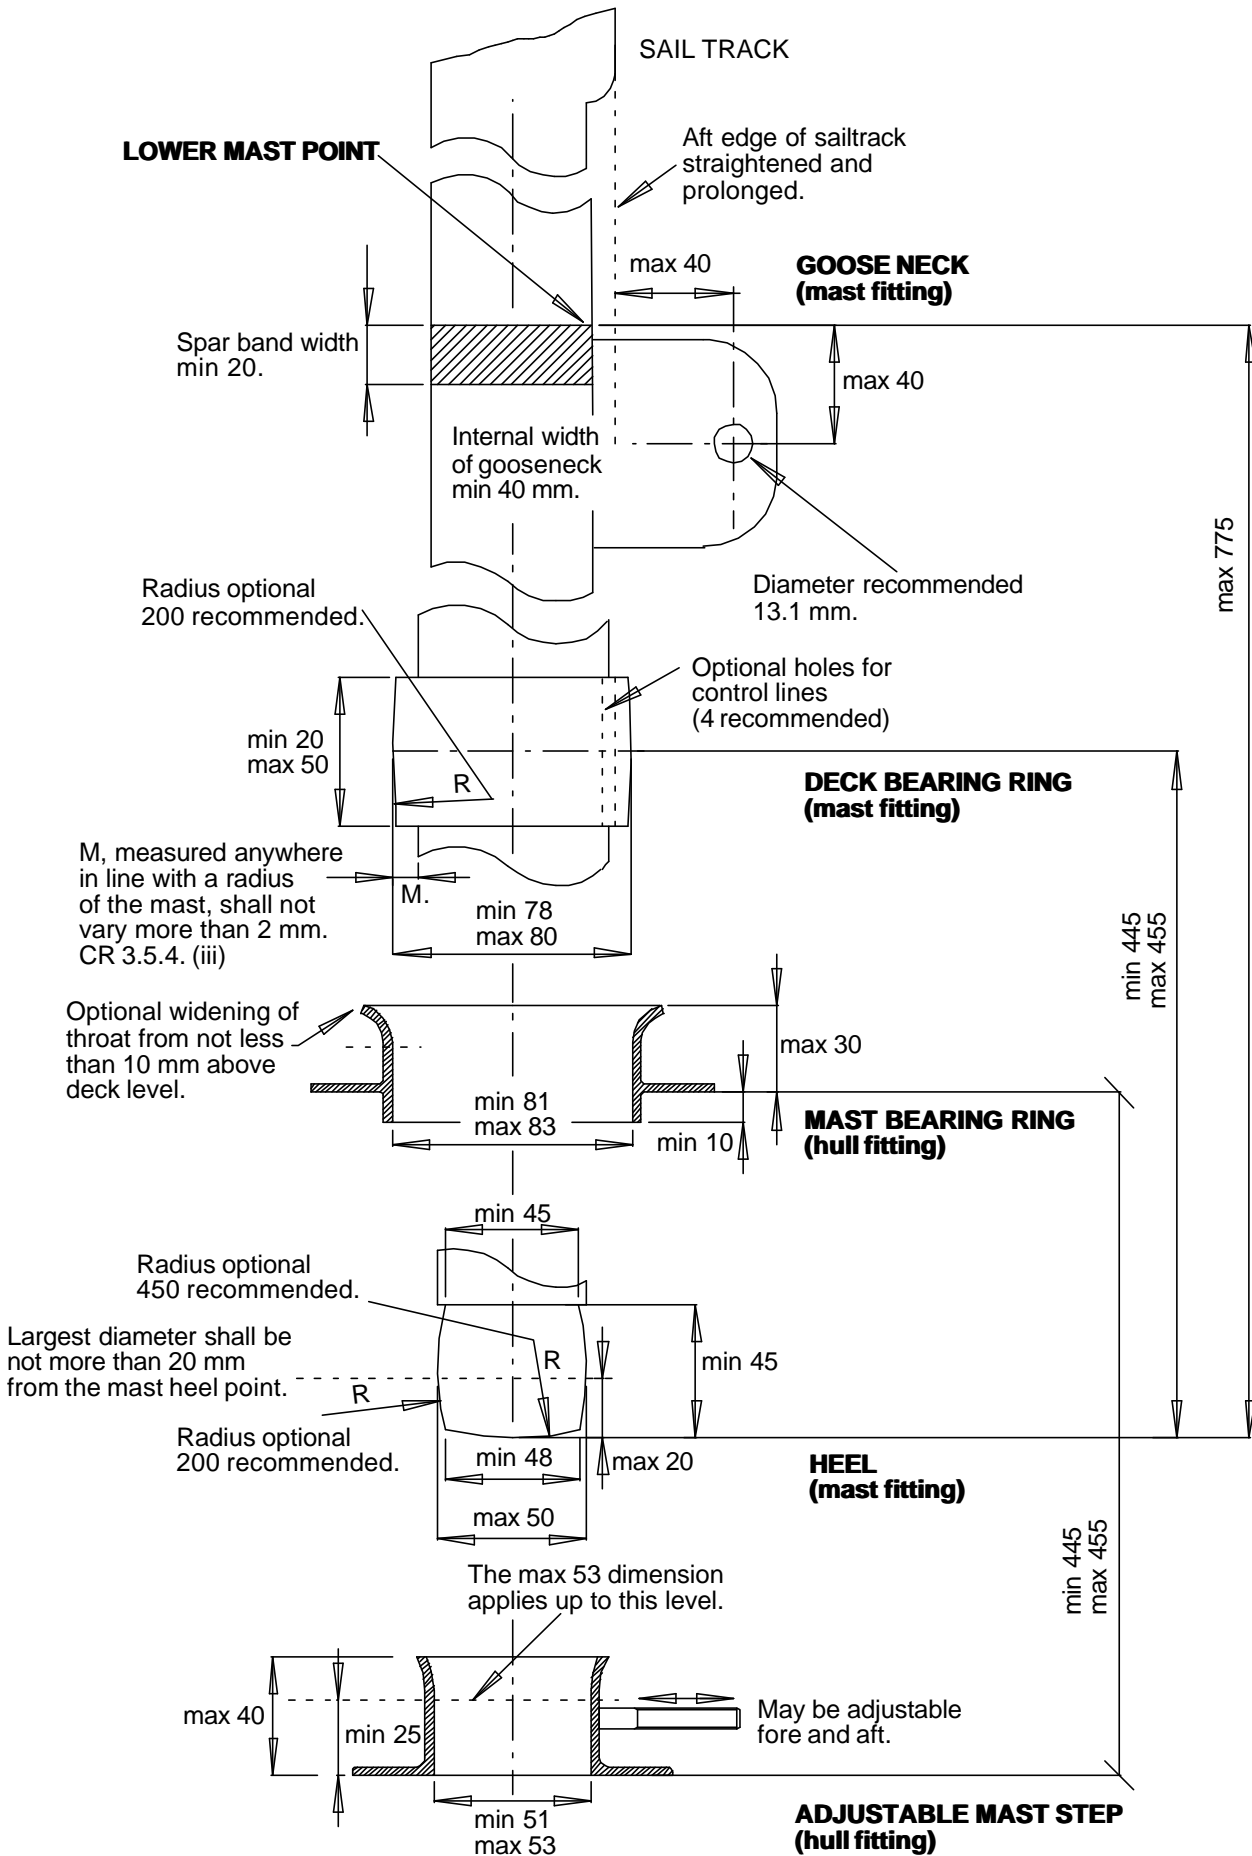 SAIL TRACK
LOWER MAST POINT
Aft edge of sailtrack
straightened and
prolonged.
max 40
GOOSE NECK
(mast fitting)
Spar band width
min 20.
max 40
Internal width
of gooseneck
min 40 mm.
max 775
Radius optional
200 recommended.
Diameter recommended
13.1 mm.
Optional holes for
control lines
(4 recommended)
min 20
max 50
R
DECK BEARING RING
(mast fitting)
M, measured anywhere
in line with a radius
of the mast, shall not
vary more than 2 mm.
CR 3.5.4. (iii)
M.
min 78
max 80
min 445
max 455
Optional widening of
throat from not less
than 10 mm above
deck level.
max 30
min 81
max 83
min 10
MAST BEARING RING
(hull fitting)
min 45
Radius optional
450 recommended.
Largest diameter shall be
not more than 20 mm
from the mast heel point.
R
R
min 45
Radius optional
200 recommended.
min 48
max 20
HEEL
(mast fitting)
max 50
min 445
max 455
The max 53 dimension
applies up to this level.
max 40
min 25
May be adjustable
fore and aft.
min 51
max 53
ADJUSTABLE MAST STEP
(hull fitting)